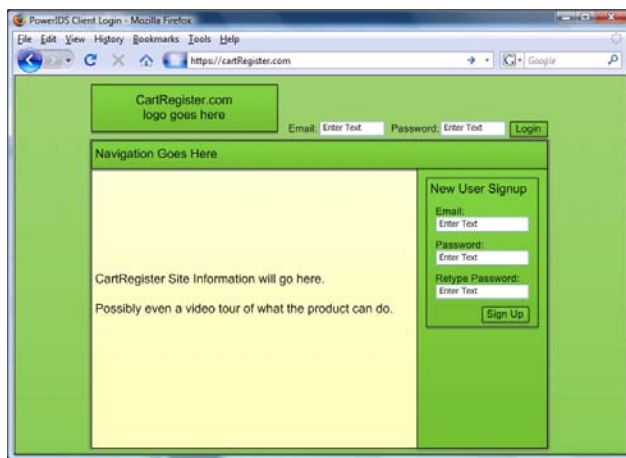 PowerIDS Client Login - Mozilla Firefox
File Edit View History Bookmarks Tools Help
https://cartRegister.com
G Google
CartRegister.com
logo goes here
Email: Enter Text Password: Enter Text Login
Navigation Goes Here
New User Signup
Email:
Enter Text
Password:
Enter Text
Retype Password:
Enter Text
Sign Up
CartRegister Site Information will go here.
Possibly even a video tour of what the product can do.